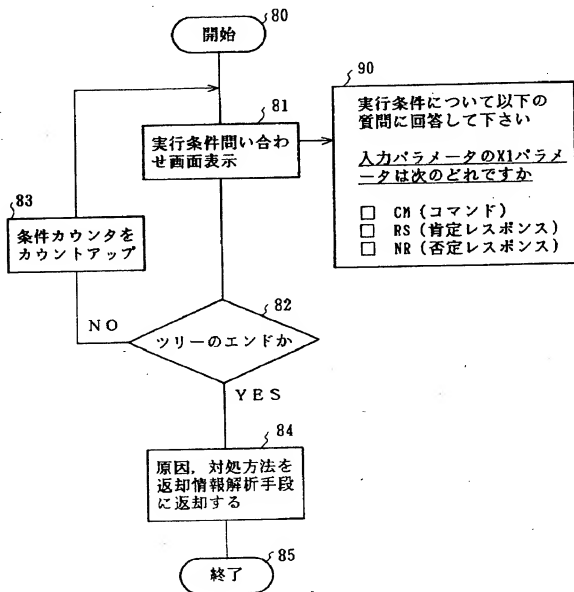 80
開始
81
実行条件問い合わ
せ画面表示
90
実行条件について以下の
質問に回答して下さい
入力パラメータのX1パラメ
ータは次のどれですか
□ CM（コマンド）
□ RS（肯定レスポンス）
□ NR（否定レスポンス）
83
条件カウンタを
カウントアップ
NO
82
ツリーのエンドか
YES
84
原因，対処方法を
返却情報解析手段
に返却する
85
終了